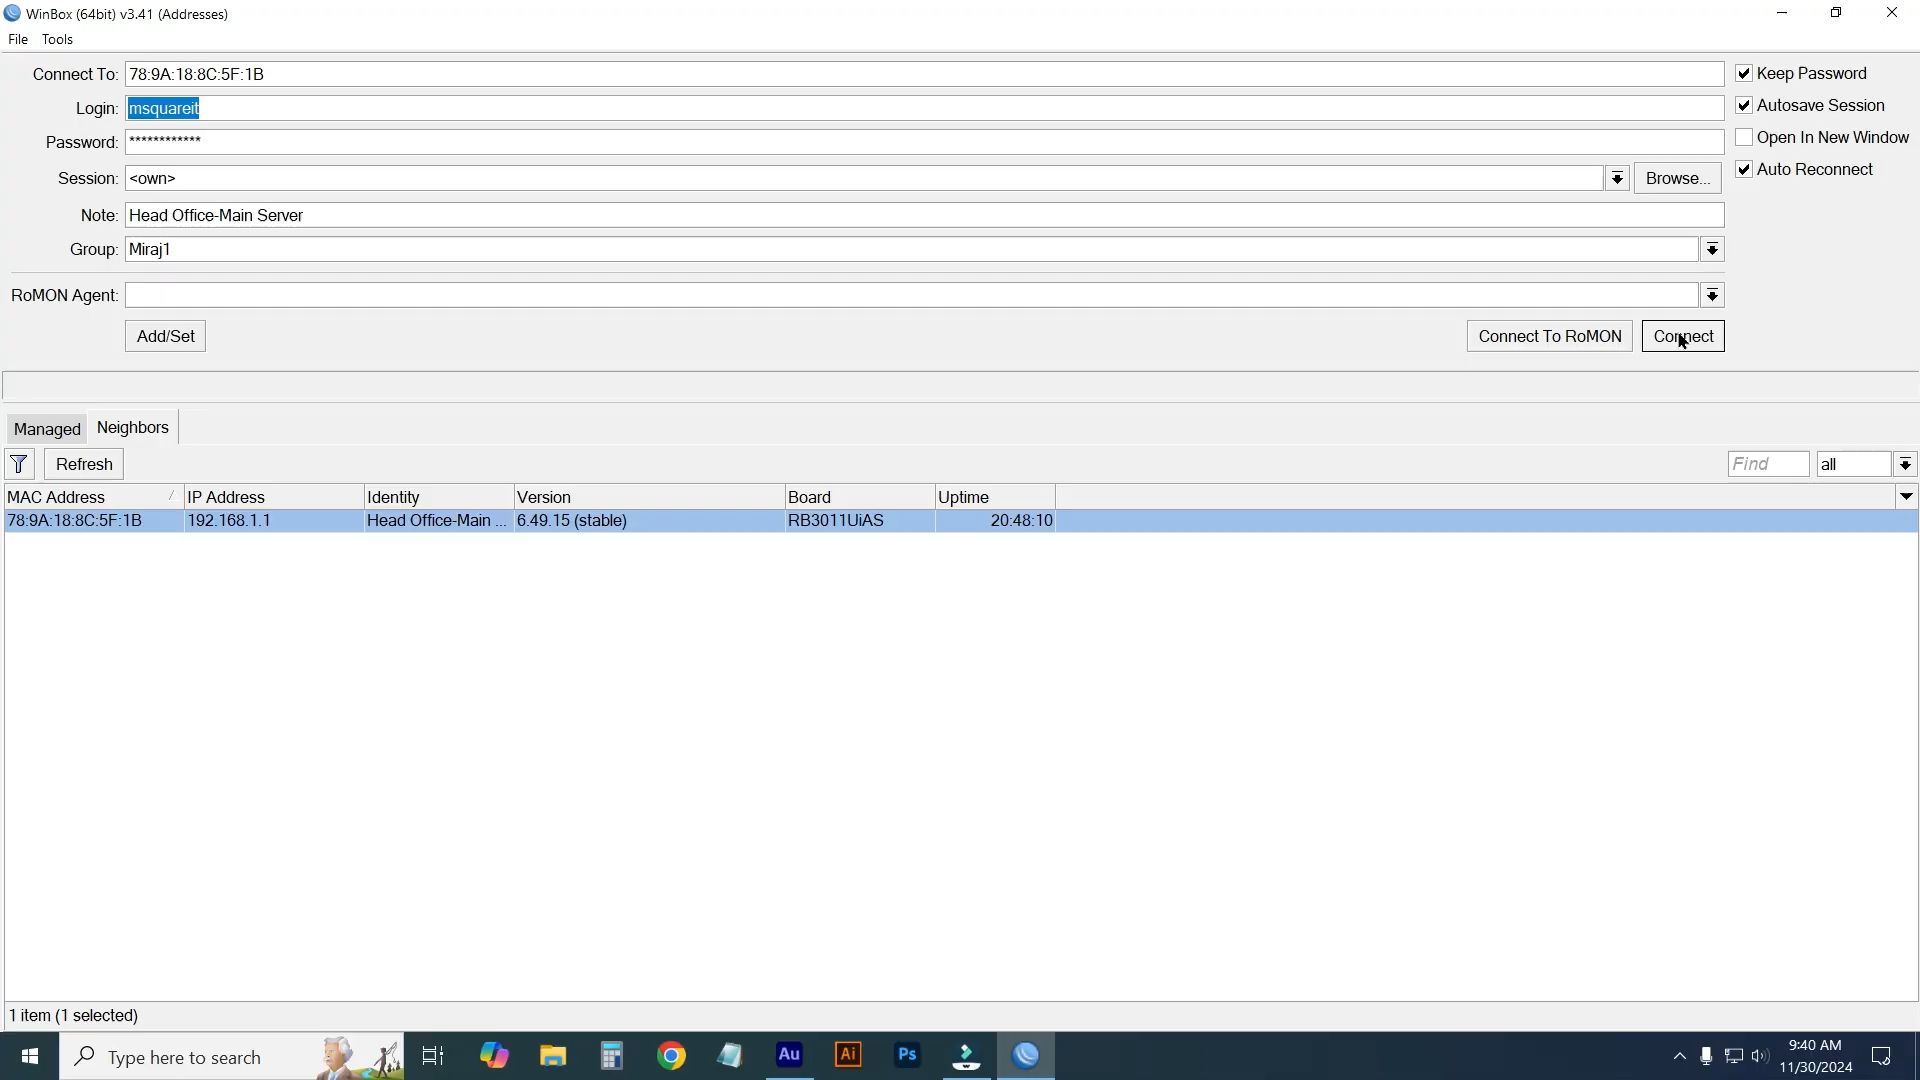 WinBox (64bit) v3.41 (Addresses)
File Tools
Connect To: 78:9A:18:8C:5F:1B
Keep Password
Login: msquareit
Autosave Session
Password: ************
Open In New Window
Session: <own>
Browse...
Auto Reconnect
Note: Head Office-Main Server
Group: Miraj1
RoMON Agent:
Add/Set
Connect To RoMON
Connect
Managed Neighbors
Refresh
Find
all
MAC Address IP Address Identity Version Board Uptime
78:9A:18:8C:5F:1B 192.168.1.1 Head Office-Main ... 6.49.15 (stable) RB3011UiAS 20:48:10
1 item (1 selected)
Type here to search
Au
Ai
Ps
9:40 AM
11/30/2024